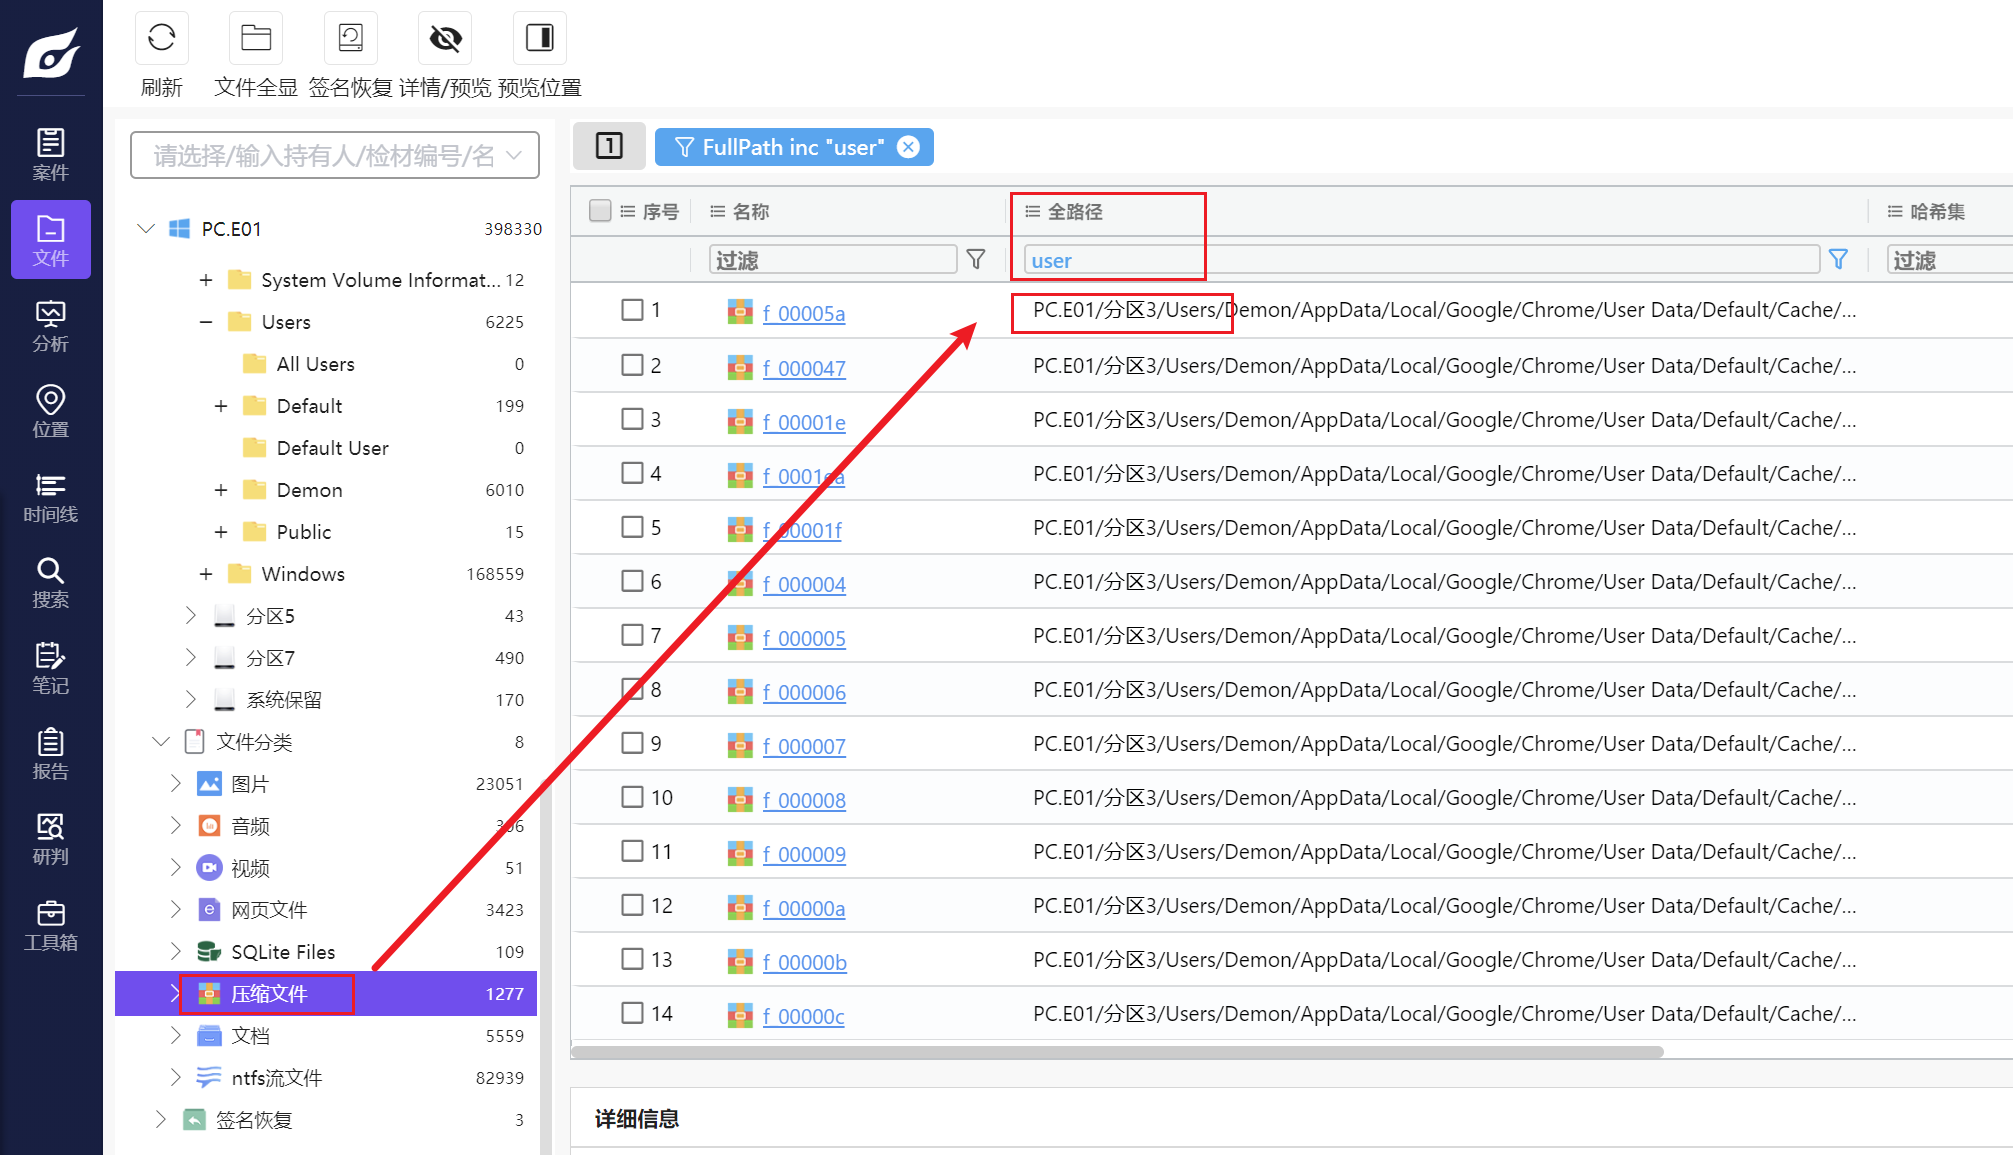 刷新
文件全显
签名恢复
详情/预览
预览位置
案件
文件
分析
位置
时间线
搜索
笔记
报告
研判
工具箱
请选择/输入持有人/检材编号/名
PC.E01 398330
System Volume Informat... 12
Users 6225
All Users 0
Default 199
Default User 0
Demon 6010
Public 15
Windows 168559
分区5 43
分区7 490
系统保留 170
文件分类 8
图片 23051
音频
视频 51
网页文件 3423
SQLite Files 109
压缩文件 1277
文档 5559
ntfs流文件 82939
签名恢复 3
1
FullPath inc "user"
序号 名称 全路径 哈希集
过滤 user 过滤
1 f_00005a PC.E01/分区3/Users/Demon/AppData/Local/Google/Chrome/User Data/Default/Cache/...
2 f_000047 PC.E01/分区3/Users/Demon/AppData/Local/Google/Chrome/User Data/Default/Cache/...
3 f_00001e PC.E01/分区3/Users/Demon/AppData/Local/Google/Chrome/User Data/Default/Cache/...
4 PC.E01/分区3/Users/Demon/AppData/Local/Google/Chrome/User Data/Default/Cache/...
5 f_00001f PC.E01/分区3/Users/Demon/AppData/Local/Google/Chrome/User Data/Default/Cache/...
6 f_000004 PC.E01/分区3/Users/Demon/AppData/Local/Google/Chrome/User Data/Default/Cache/...
7 f_000005 PC.E01/分区3/Users/Demon/AppData/Local/Google/Chrome/User Data/Default/Cache/...
8 f_000006 PC.E01/分区3/Users/Demon/AppData/Local/Google/Chrome/User Data/Default/Cache/...
9 f_000007 PC.E01/分区3/Users/Demon/AppData/Local/Google/Chrome/User Data/Default/Cache/...
10 f_000008 PC.E01/分区3/Users/Demon/AppData/Local/Google/Chrome/User Data/Default/Cache/...
11 f_000009 PC.E01/分区3/Users/Demon/AppData/Local/Google/Chrome/User Data/Default/Cache/...
12 f_00000a PC.E01/分区3/Users/Demon/AppData/Local/Google/Chrome/User Data/Default/Cache/...
13 f_00000b PC.E01/分区3/Users/Demon/AppData/Local/Google/Chrome/User Data/Default/Cache/...
14 f_00000c PC.E01/分区3/Users/Demon/AppData/Local/Google/Chrome/User Data/Default/Cache/...
详细信息